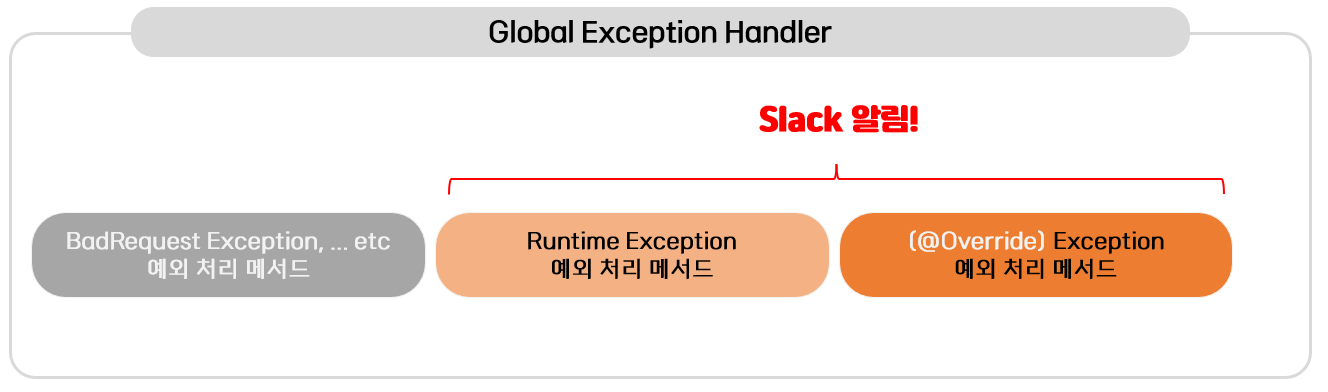 Global Exception Handler
Slack 알림!
BadRequest Exception, ... etc
예외 처리 메서드
Runtime Exception
예외 처리 메서드
(@Override) Exception
예외 처리 메서드